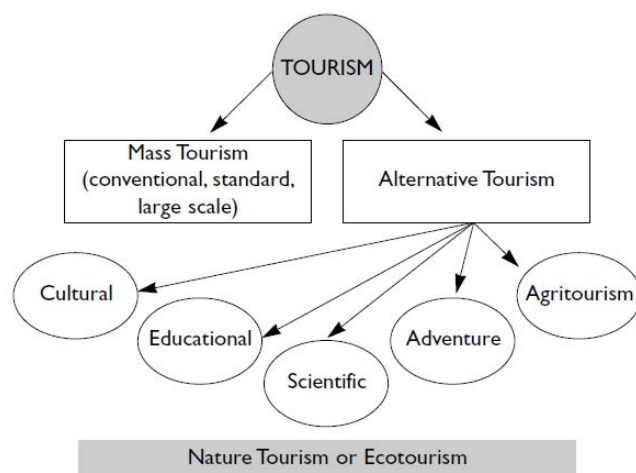 TOURISM
Mass Tourism
(conventional, standard,
large scale)
Alternative Tourism
Cultural
Educational
Scientific
Adventure
Agritourism
Nature Tourism or Ecotourism